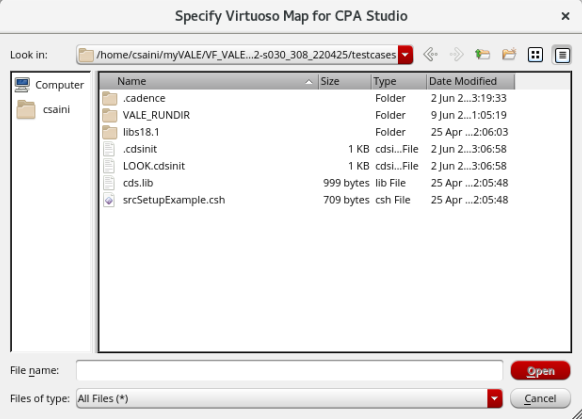 Specify Virtuoso Map for CPA Studio
Look in: /home/csaini/myVALE/VF_VALE...2-s030_308_220425/testcases
Computer
csaini
Name Size Type Date Modified
.cadence Folder 2 Jun 2...3:19:33
VALE_RUNDIR Folder 9 Jun 2...1:05:19
libs18.1 Folder 25 Apr ...2:06:03
.cdsinit 1 KB cdsi...File 2 Jun 2...3:06:58
LOOK.cdsinit 1 KB cdsi...File 2 Jun 2...3:06:58
cds.lib 999 bytes lib File 25 Apr ...2:05:48
srcSetupExample.csh 709 bytes csh File 25 Apr ...2:05:48
File name: Open
Files of type: All Files (*) Cancel